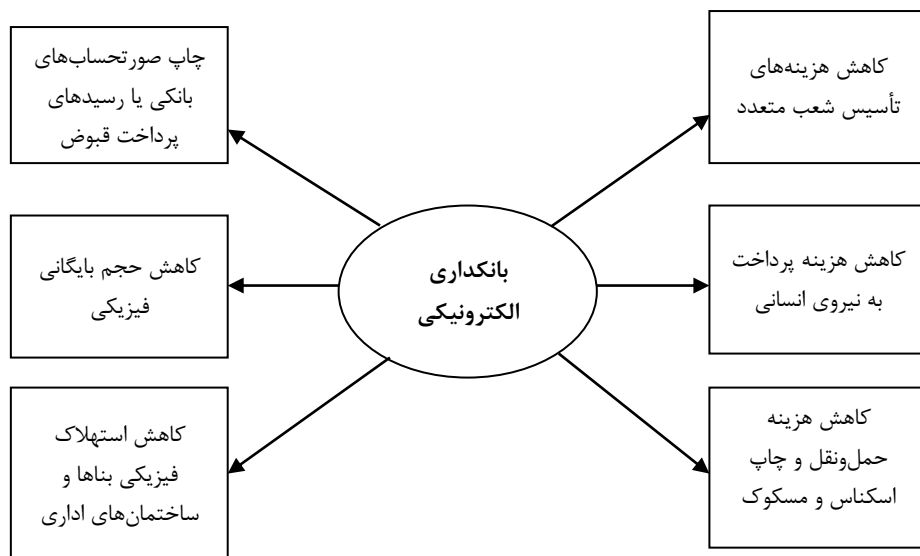 کاهش هزینه‌های
تأسیس شعب متعدد
چاپ صورتحساب‌های
بانکی یا رسیدهای
پرداخت قبوض
بانکداری
الکترونیکی
کاهش هزینه پرداخت
به نیروی انسانی
کاهش حجم بایگانی
فیزیکی
کاهش هزینه
حمل‌ونقل و چاپ
اسکناس و مسکوک
کاهش استهلاک
فیزیکی بناها و
ساختمان‌های اداری